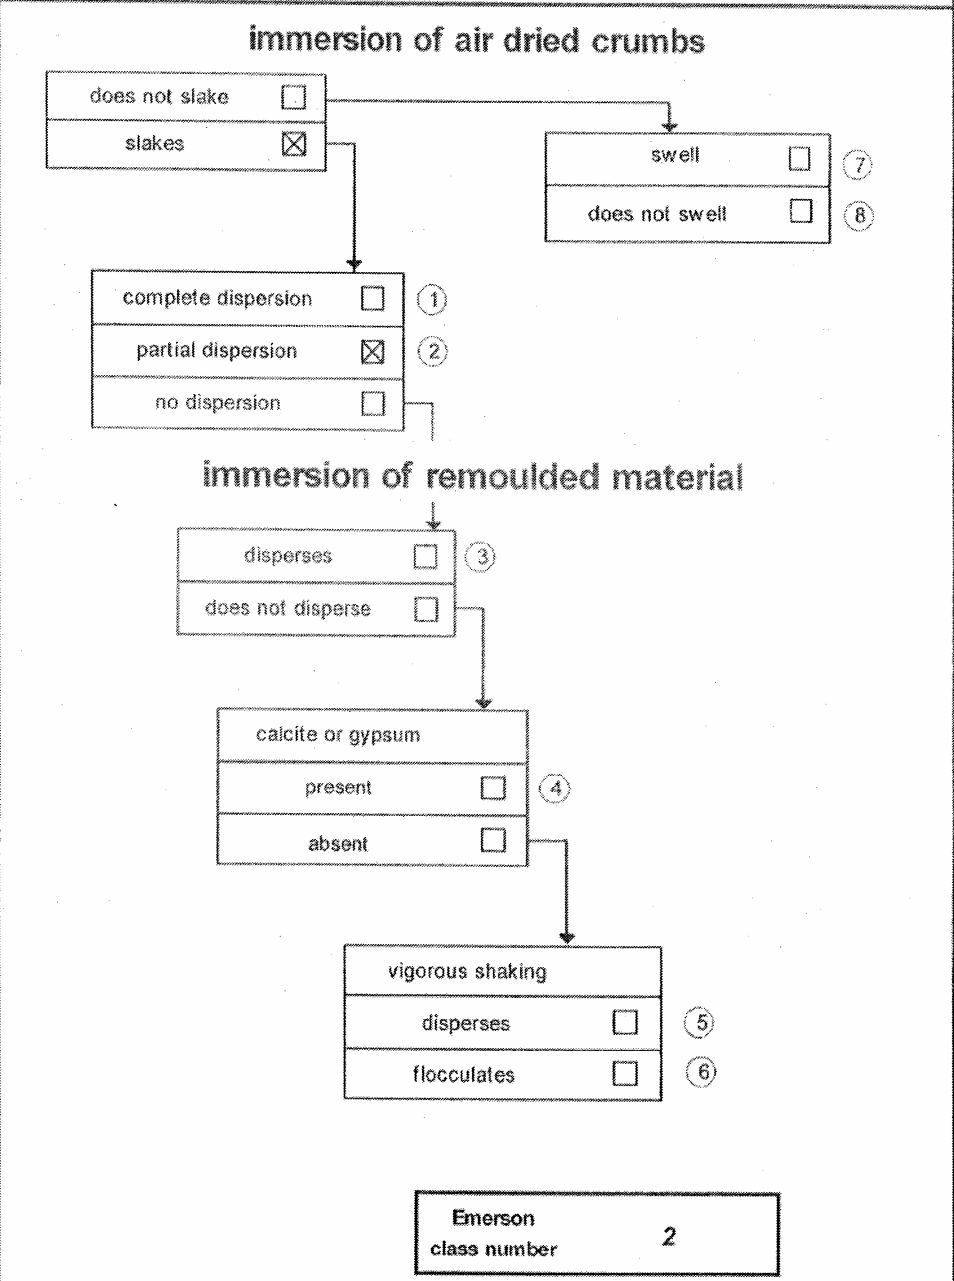 immersion of air dried crumbs
does not slake
slakes
swell
7
does not swell
8
complete dispersion
1
partial dispersion
2
no dispersion
immersion of remoulded material
disperses
3
does not disperse
calcite or gypsum
present
4
absent
vigorous shaking
disperses
5
flocculates
6
Emerson
class number
2